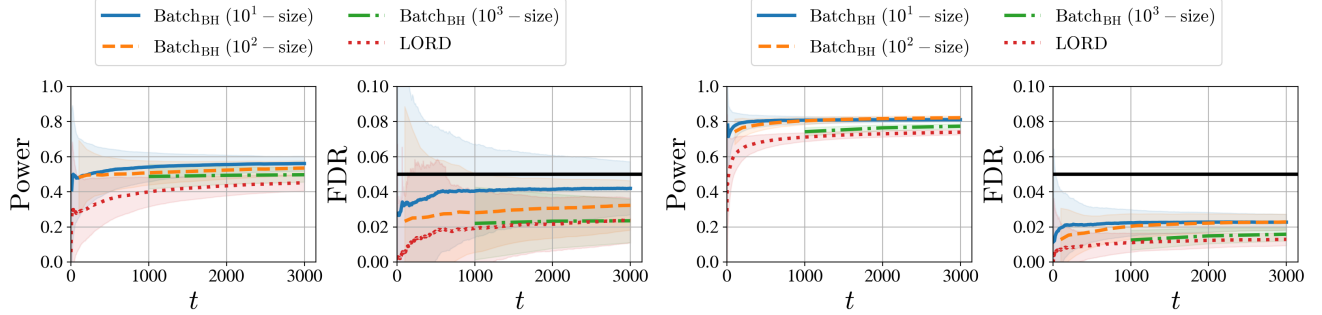 Batch_BH (10^1 − size)
Batch_BH (10^2 − size)
Batch_BH (10^3 − size)
LORD
Batch_BH (10^1 − size)
Batch_BH (10^2 − size)
Batch_BH (10^3 − size)
LORD
Power
1.0
0.8
0.6
0.4
0.2
0.0
0 1000 2000 3000
t
FDR
0.10
0.08
0.06
0.04
0.02
0.00
0 1000 2000 3000
t
Power
1.0
0.8
0.6
0.4
0.2
0.0
0 1000 2000 3000
t
FDR
0.10
0.08
0.06
0.04
0.02
0.00
0 1000 2000 3000
t